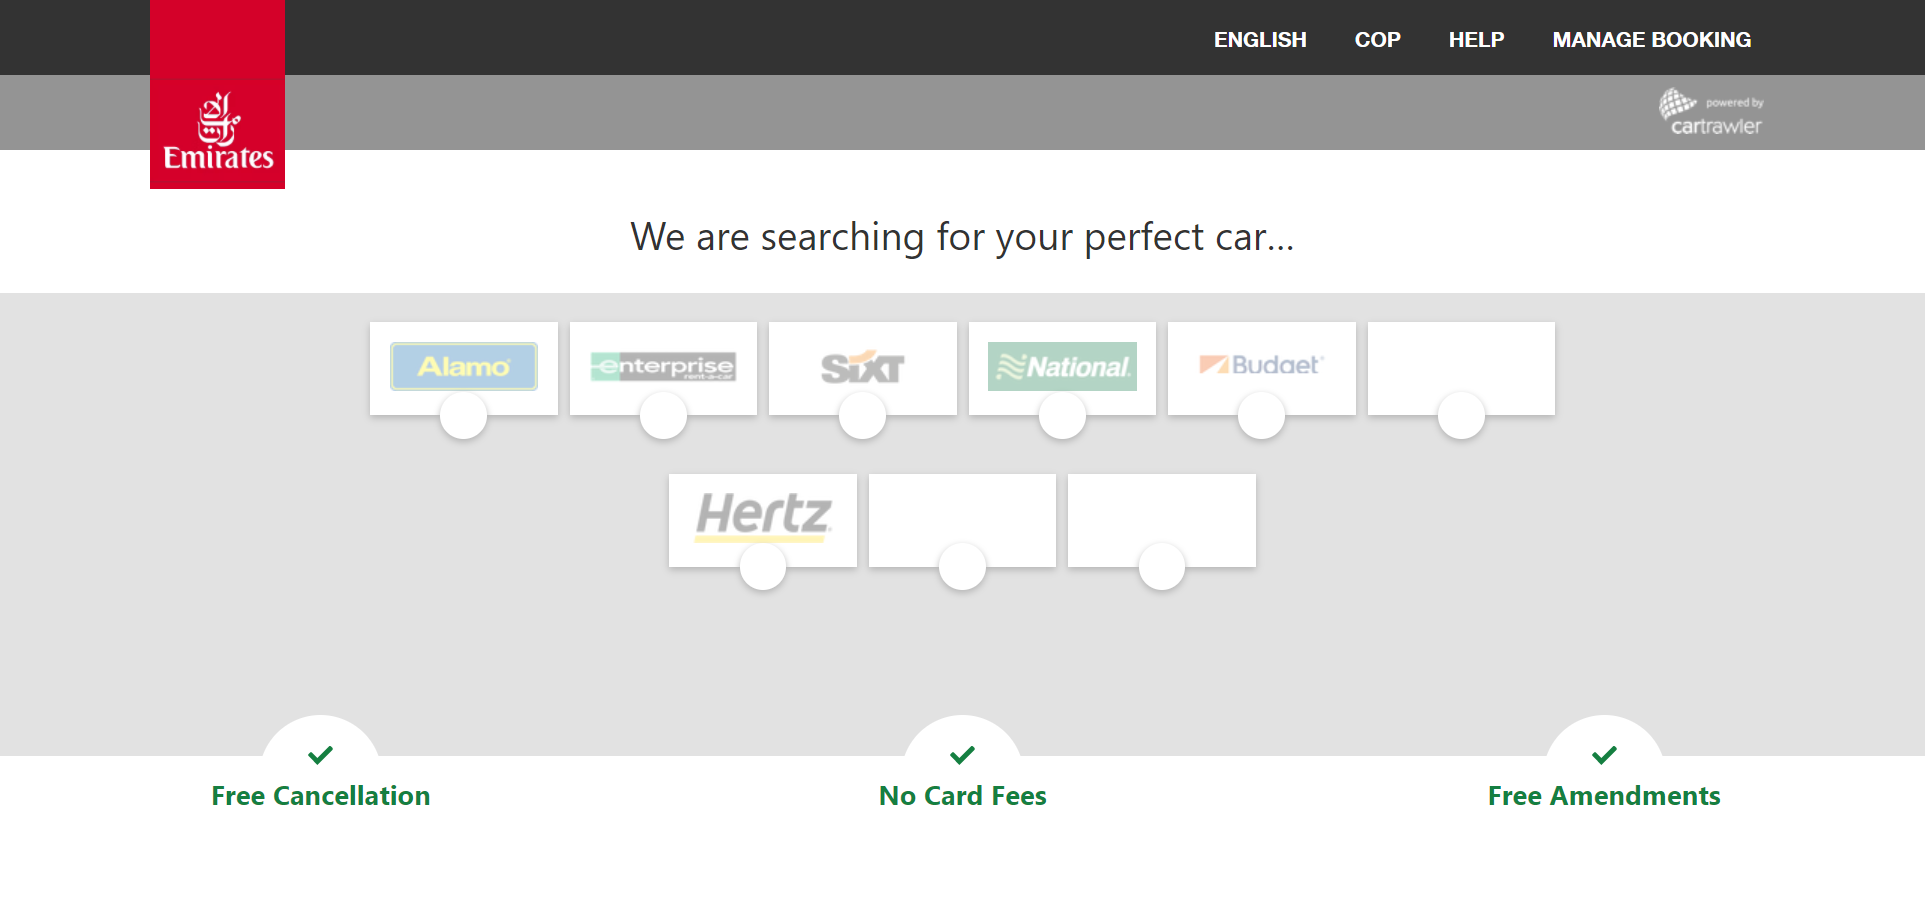 ENGLISH COP HELP MANAGE BOOKING
powered by
cartrawler
Emirates
We are searching for your perfect car...
Alamo
enterprise
rent-a-car
SIXT
National
Budget
Hertz
Free Cancellation
No Card Fees
Free Amendments